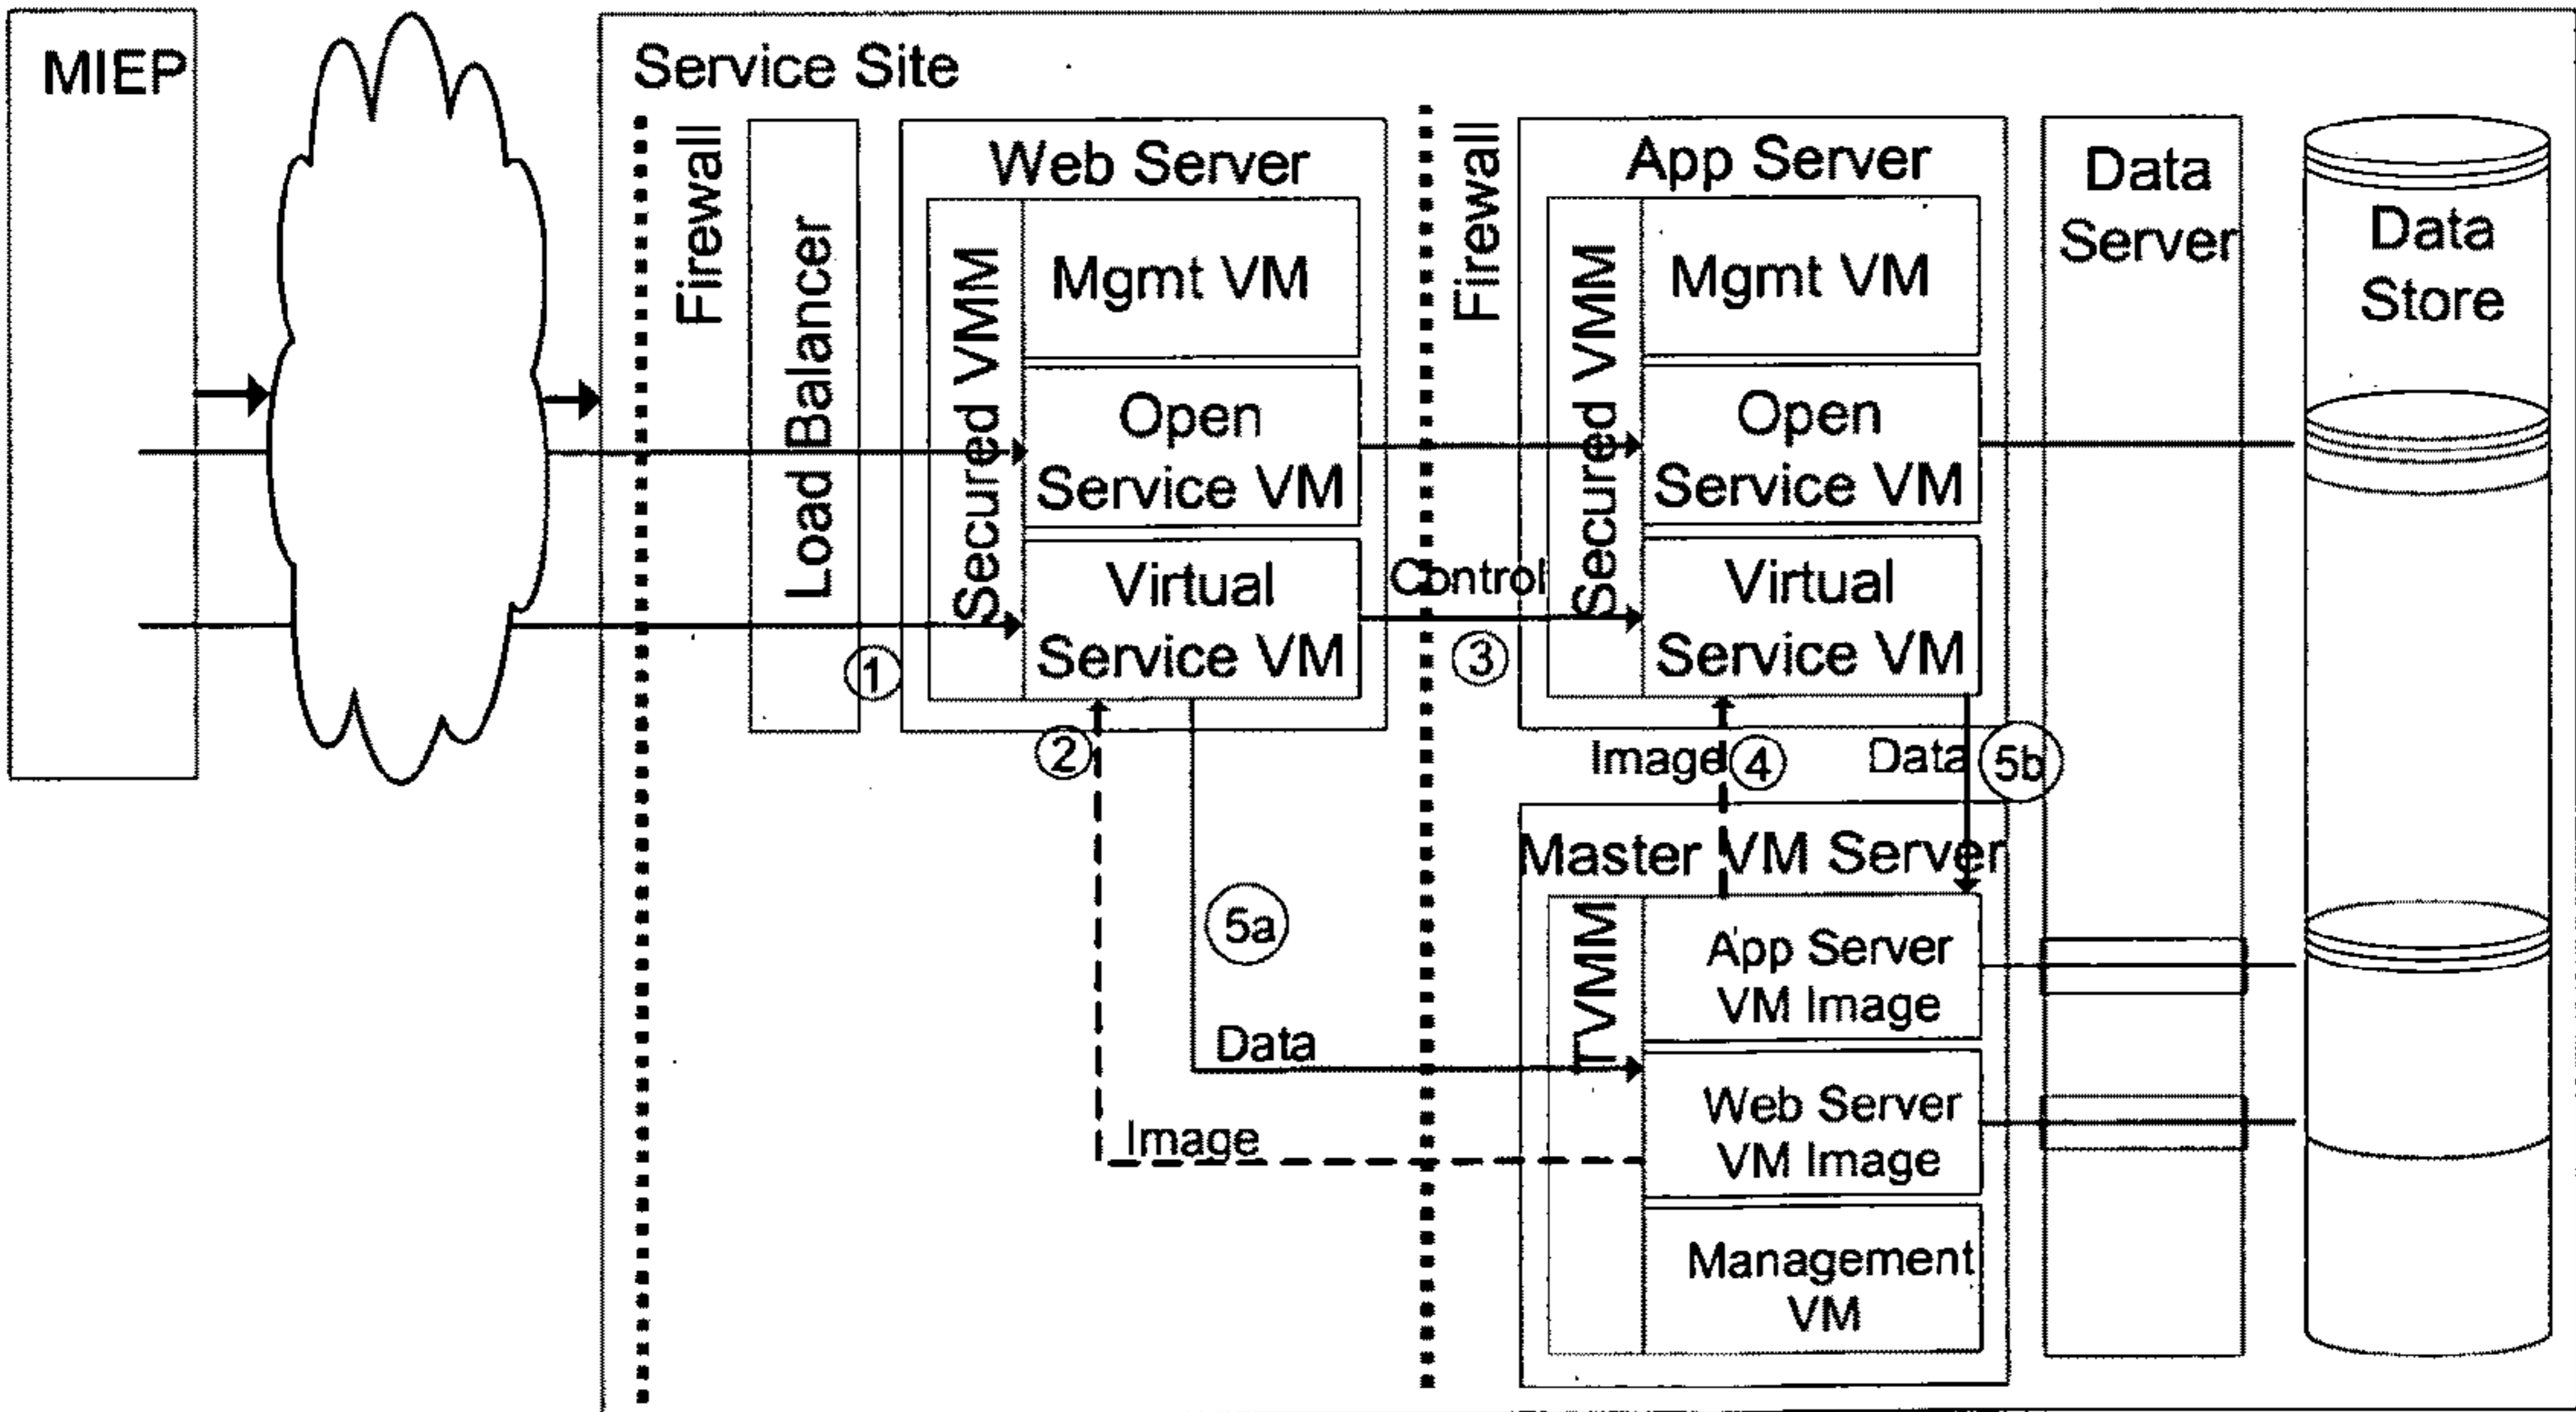 MIEP
Service Site
Firewall
Load Balancer
Web Server
Secured VMM
Mgmt VM
Open
Service VM
Virtual
Service VM
Firewall
App Server
Secured VMM
Mgmt VM
Open
Service VM
Virtual
Service VM
Data
Server
Data
Store
Control
1
2
3
Image
4
Data
5b
5a
Data
Image
Master VM Server
TVMM
App Server
VM Image
Web Server
VM Image
Management
VM